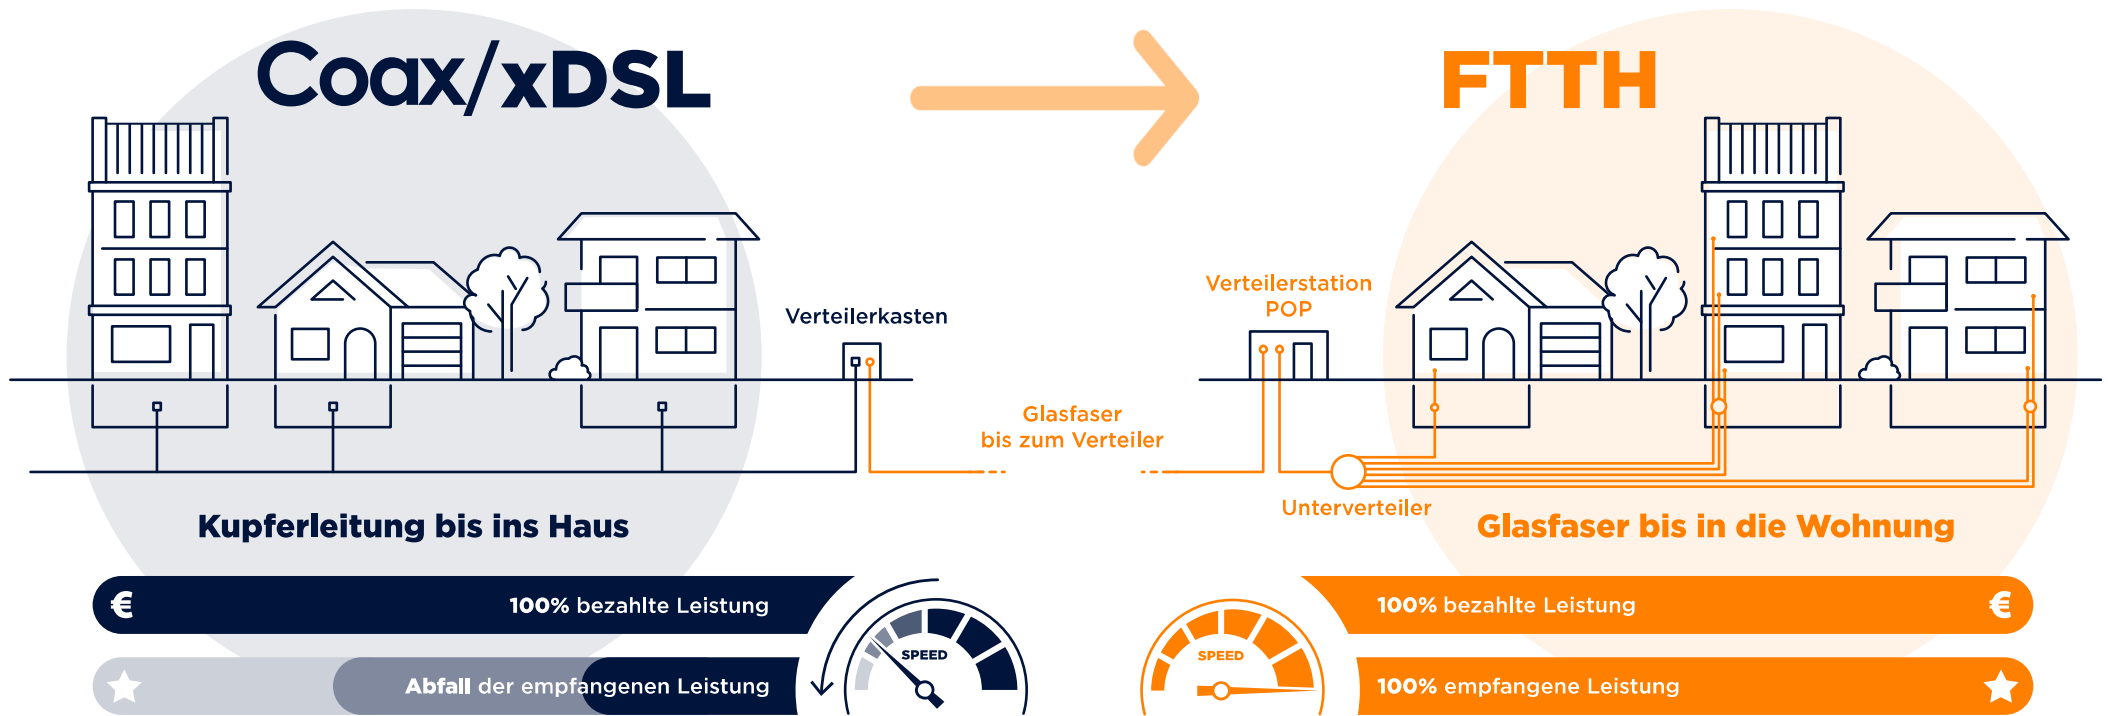 Coax/xDSL
FTTH
Verteilerkasten
Verteilerstation
POP
Glasfaser
bis zum Verteiler
Unterverteiler
Kupferleitung bis ins Haus
Glasfaser bis in die Wohnung
€ 100% bezahlte Leistung
SPEED
Abfall der empfangenen Leistung
100% bezahlte Leistung €
SPEED
100% empfangene Leistung